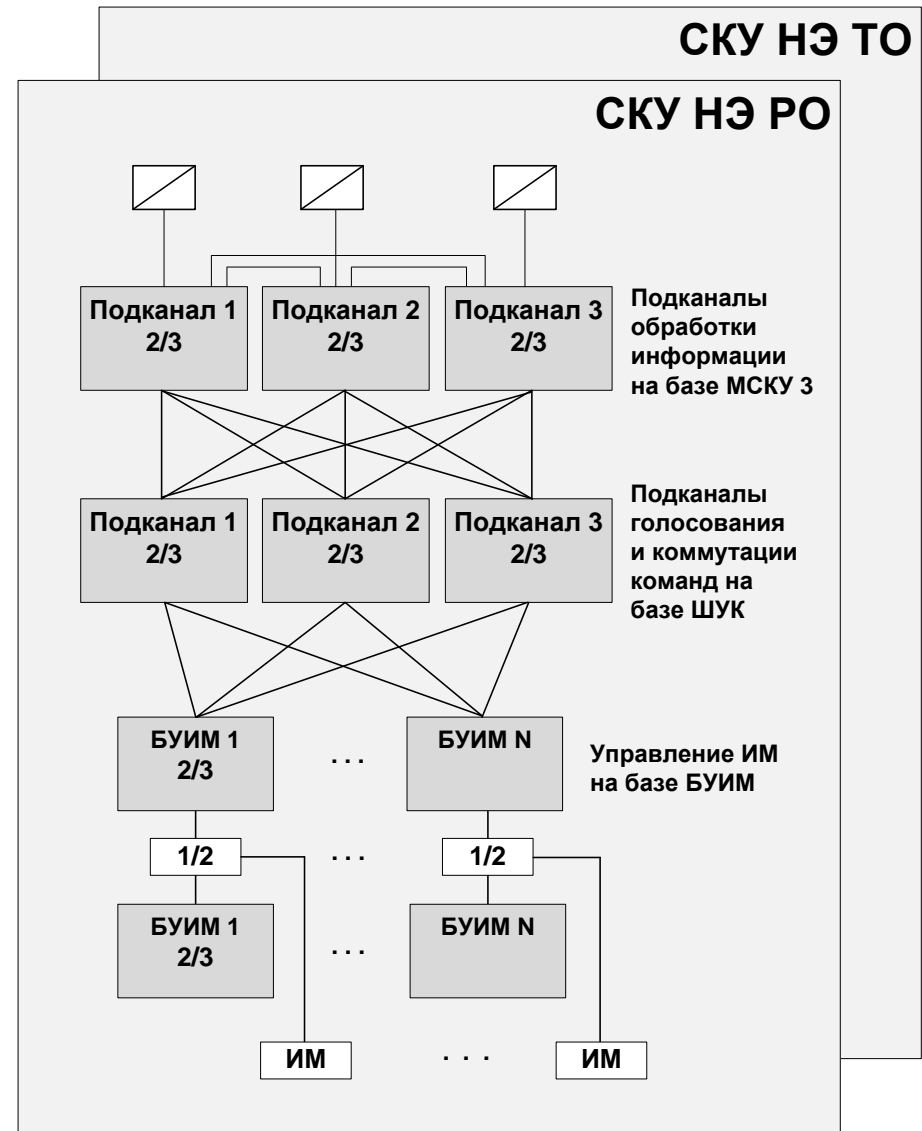 СКУ НЭ ТО
СКУ НЭ РО
Подканал 1
2/3
Подканал 2
2/3
Подканал 3
2/3
Подканалы
обработки
информации
на базе МСКУ 3
Подканал 1
2/3
Подканал 2
2/3
Подканал 3
2/3
Подканалы
голосования
и коммутации
команд на
базе ШУК
БУИМ 1
2/3
. . .
БУИМ N
Управление ИМ
на базе БУИМ
1/2
. . .
1/2
БУИМ 1
2/3
. . .
БУИМ N
ИМ
. . .
ИМ